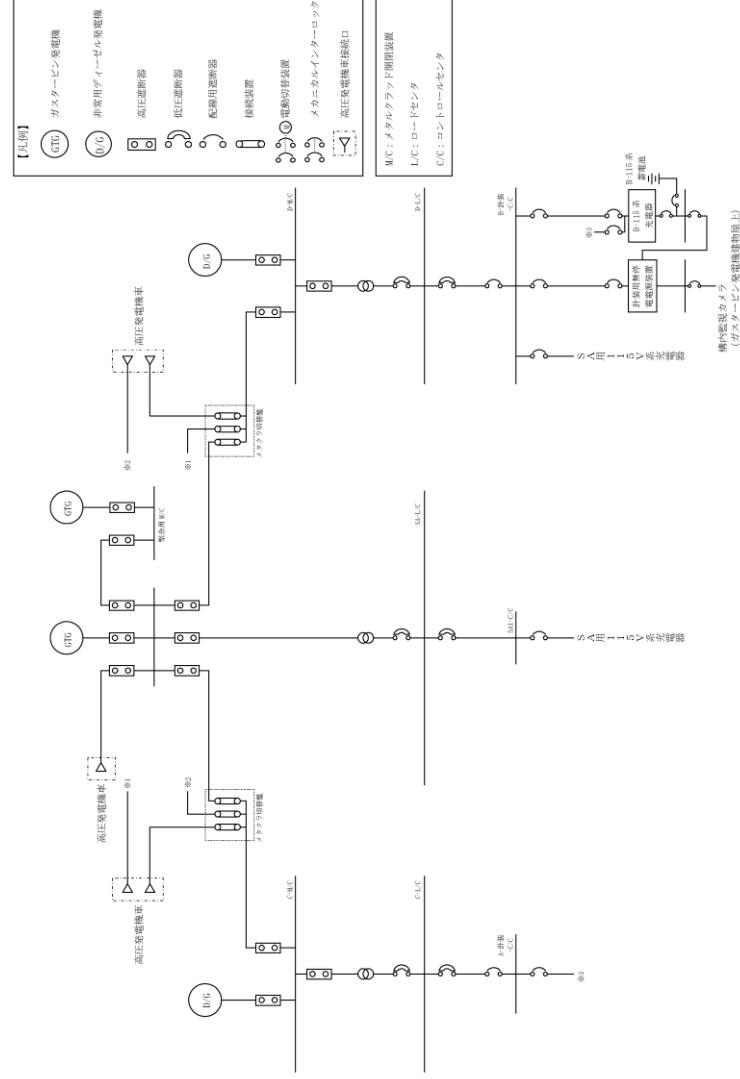 【凡例】
GTG
ガスタービン発電機
D/G
非常用ディーゼル発電機
高圧遮断器
低圧遮断器
配線用遮断器
接続装置
M
電動切替装置
メカニカルインターロック
高圧発電機車接続口
M/C：メタルクラッド開閉装置
L/C：ロードセンタ
C/C：コントロールセンタ
高圧発電機車
※1
高圧発電機車
※2
メタクラ切替盤
D/G
C-M/C
C-L/C
A-計装
-C/C
※3
GTG
GTG
緊急用M/C
SA-L/C
SA1-C/C
SA用115V系充電器
高圧発電機車
※2
※1
メタクラ切替盤
D/G
D-M/C
D-L/C
B-計装
-C/C
SA用115V系充電器
※3
B-115系
充電器
B-115系
蓄電池
計装用無停
電電源装置
構内監視カメラ
（ガスタービン発電機建物屋上）